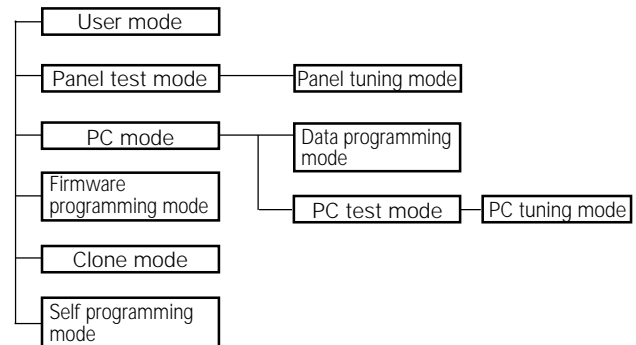 User mode
Panel test mode
Panel tuning mode
PC mode
Data programming
mode
Firmware
programming mode
PC test mode
PC tuning mode
Clone mode
Self programming
mode